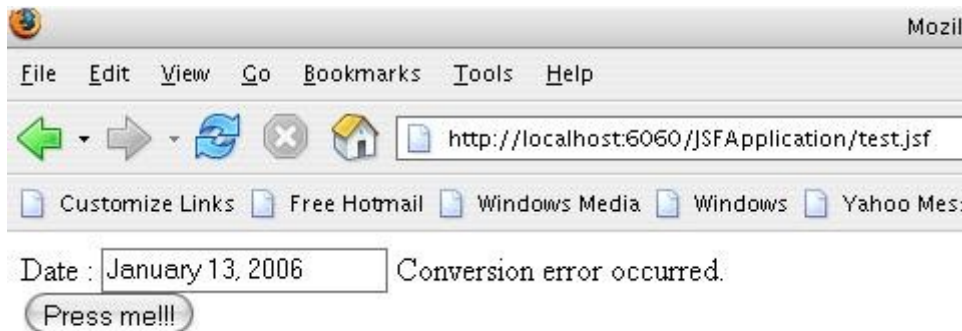 Mozil
File Edit View Go Bookmarks Tools Help
http://localhost:6060/JSFApplication/test.jsf
Customize Links Free Hotmail Windows Media Windows Yahoo Mes
Date : January 13, 2006 Conversion error occurred.
Press me!!!